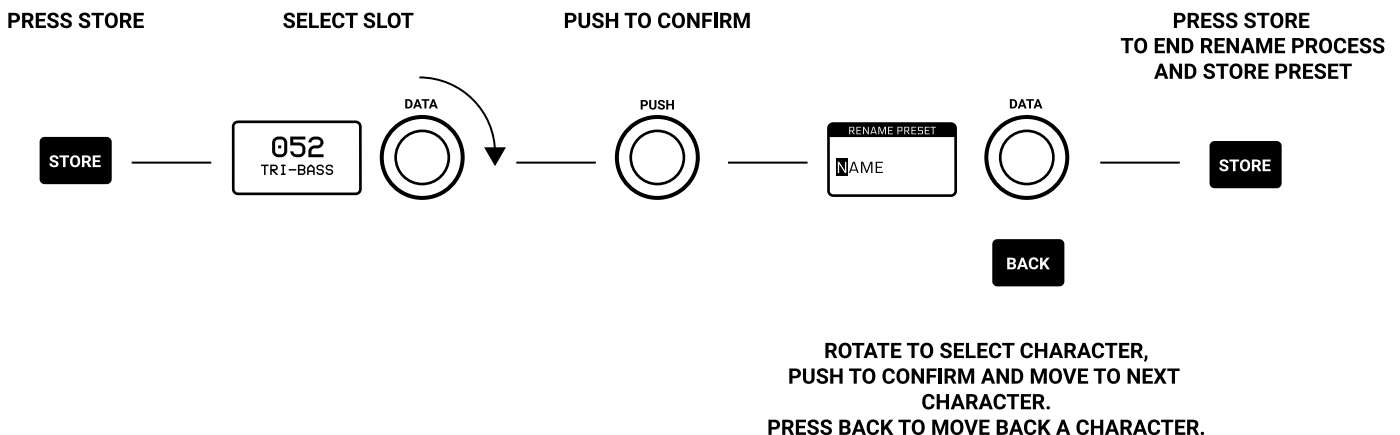 PRESS STORE
SELECT SLOT
PUSH TO CONFIRM
PRESS STORE
TO END RENAME PROCESS
AND STORE PRESET
STORE
052
TRI-BASS
DATA
PUSH
RENAME PRESET
NAME
DATA
STORE
BACK
ROTATE TO SELECT CHARACTER,
PUSH TO CONFIRM AND MOVE TO NEXT
CHARACTER.
PRESS BACK TO MOVE BACK A CHARACTER.